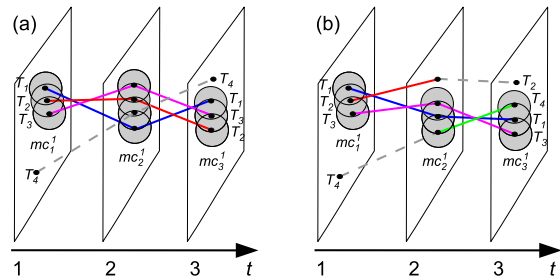 (a)
T₁
T₂
T₃
mc₁¹
T₄
mc₂¹
T₄
T₁
T₃
T₂
mc₃¹
1 2 3 t
(b)
T₁
T₂
T₃
mc₁¹
T₄
mc₂¹
T₂
T₄
T₁
T₃
mc₃¹
1 2 3 t